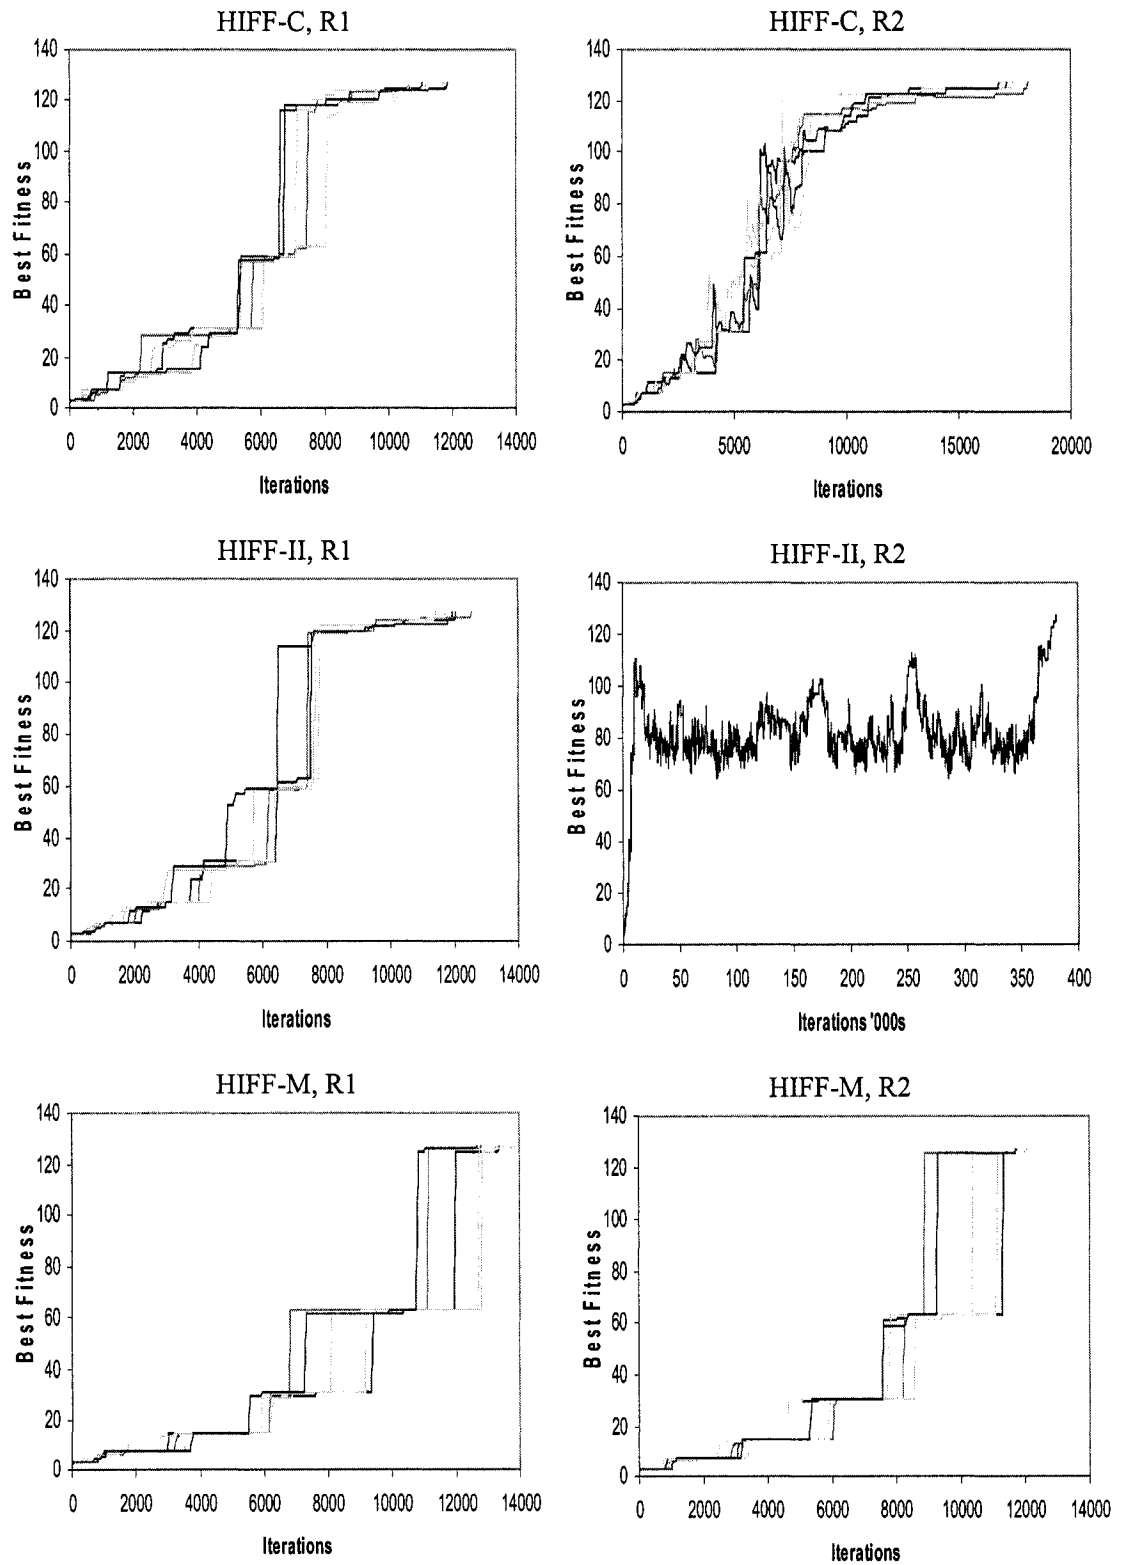 HIFF-C, R1
140
120
100
80
60
40
20
0
Best Fitness
0 2000 4000 6000 8000 10000 12000 14000
Iterations
HIFF-C, R2
140
120
100
80
60
40
20
0
Best Fitness
0 5000 10000 15000 20000
Iterations
HIFF-II, R1
140
120
100
80
60
40
20
0
Best Fitness
0 2000 4000 6000 8000 10000 12000 14000
Iterations
HIFF-II, R2
140
120
100
80
60
40
20
0
Best Fitness
0 50 100 150 200 250 300 350 400
Iterations '000s
HIFF-M, R1
140
120
100
80
60
40
20
0
Best Fitness
0 2000 4000 6000 8000 10000 12000 14000
Iterations
HIFF-M, R2
140
120
100
80
60
40
20
0
Best Fitness
0 2000 4000 6000 8000 10000 12000 14000
Iterations